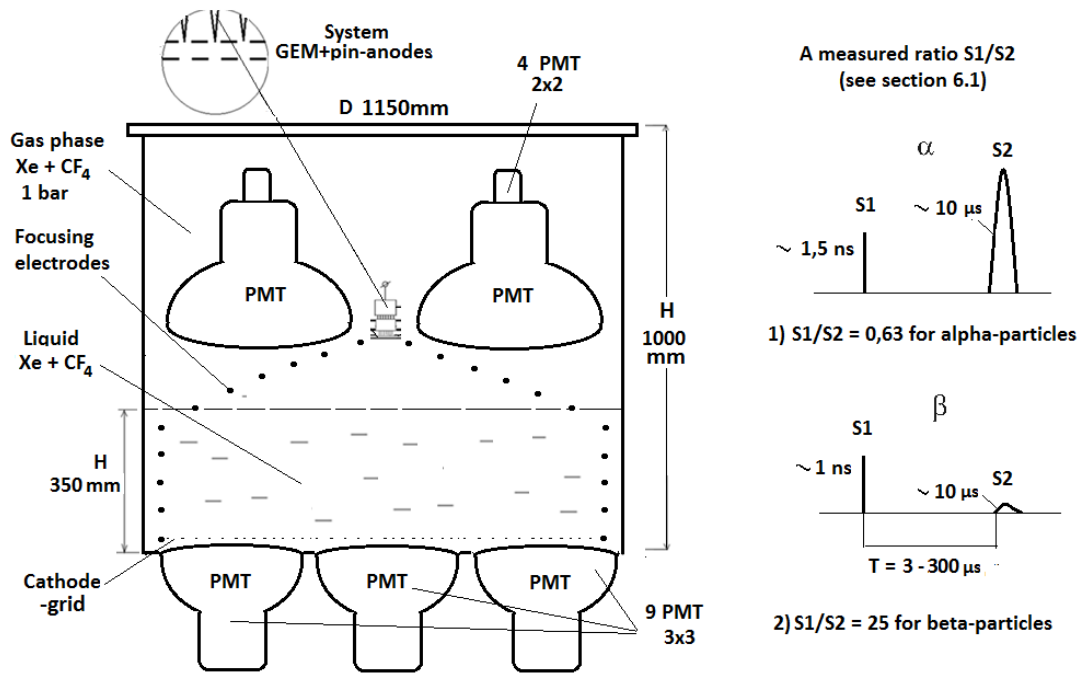 System
GEM+pin-anodes
4 PMT
2x2
D 1150mm
Gas phase
Xe + CF₄
1 bar
Focusing
electrodes
PMT
PMT
H
1000
mm
Liquid
Xe + CF₄
H
350 mm
Cathode
-grid
PMT
PMT
PMT
9 PMT
3x3
A measured ratio S1/S2
(see section 6.1)
α
S2
S1
~ 10 µs
~ 1,5 ns
1) S1/S2 = 0,63 for alpha-particles
β
S1
~ 1 ns
S2
~ 10 µs
T = 3 - 300 µs
2) S1/S2 = 25 for beta-particles